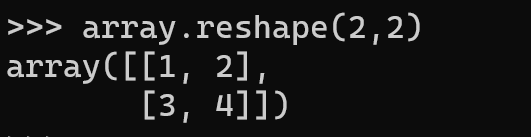 >>> array.reshape(2,2)
array([[1, 2],
       [3, 4]])